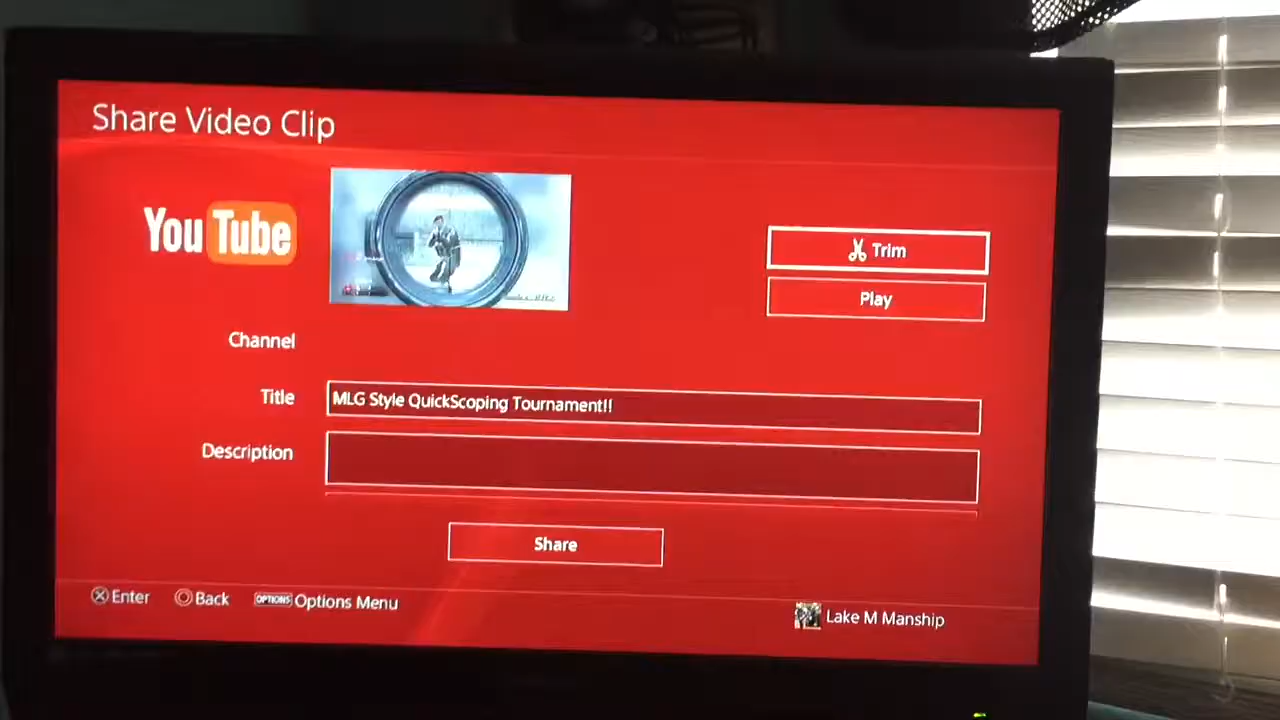 Share Video Clip
YouTube
Trim
Play
Channel
Title
MLG Style QuickScoping Tournament!!
Description
Share
Enter
Back
OPTIONS Options Menu
Lake M Manship